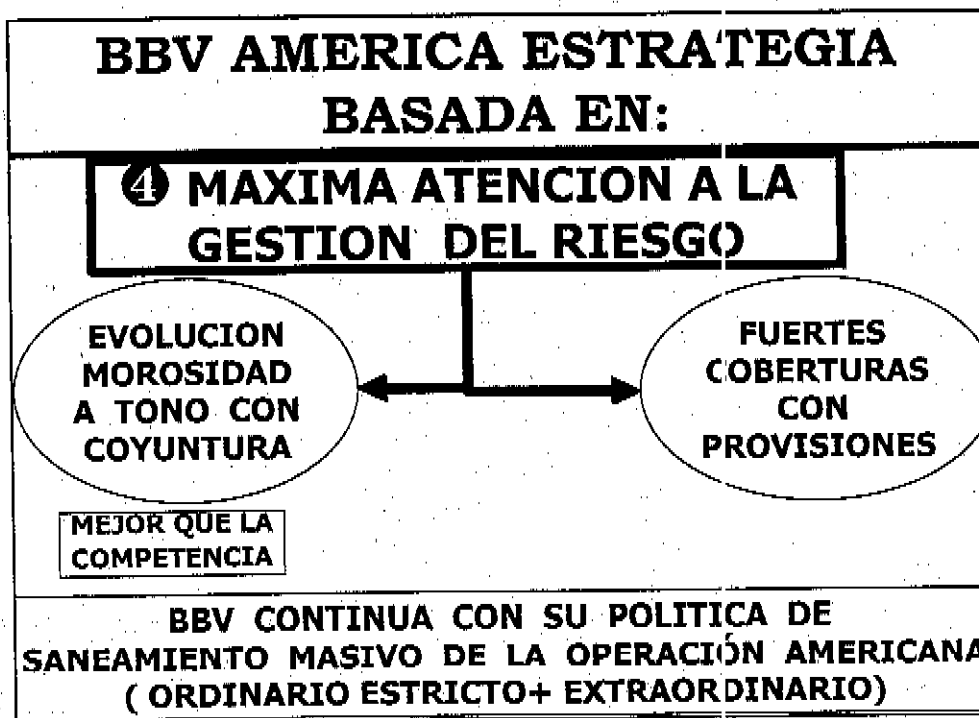 BBV AMERICA ESTRATEGIA
BASADA EN:
❹ MAXIMA ATENCION A LA
GESTION DEL RIESGO
EVOLUCION
MOROSIDAD
A TONO CON
COYUNTURA
FUERTES
COBERTURAS
CON
PROVISIONES
MEJOR QUE LA
COMPETENCIA
BBV CONTINUA CON SU POLITICA DE
SANEAMIENTO MASIVO DE LA OPERACIÓN AMERICANA
( ORDINARIO ESTRICTO+ EXTRAORDINARIO)